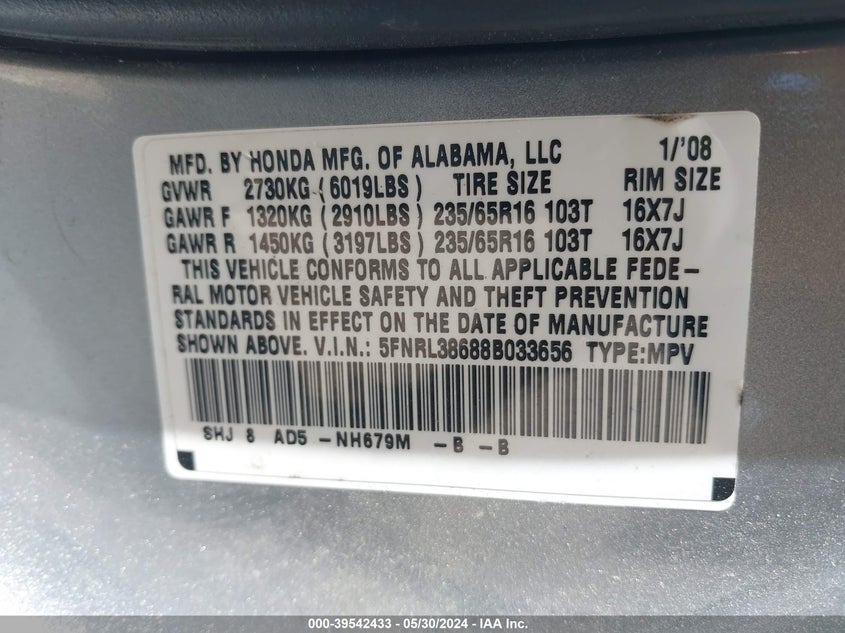 MFD. BY HONDA MFG. OF ALABAMA, LLC 1/'08
GVWR 2730KG (6019LBS) TIRE SIZE RIM SIZE
GAWR F 1320KG (2910LBS) 235/65R16 103T 16X7J
GAWR R 1450KG (3197LBS) 235/65R16 103T 16X7J
THIS VEHICLE CONFORMS TO ALL APPLICABLE FEDE-
RAL MOTOR VEHICLE SAFETY AND THEFT PREVENTION
STANDARDS IN EFFECT ON THE DATE OF MANUFACTURE
SHOWN ABOVE. V.I.N.: 5FNRL38688B033656 TYPE:MPV
SHJ 8 AD5 -NH679M -B -B
000-39542433 - 05/30/2024 - IAA Inc.